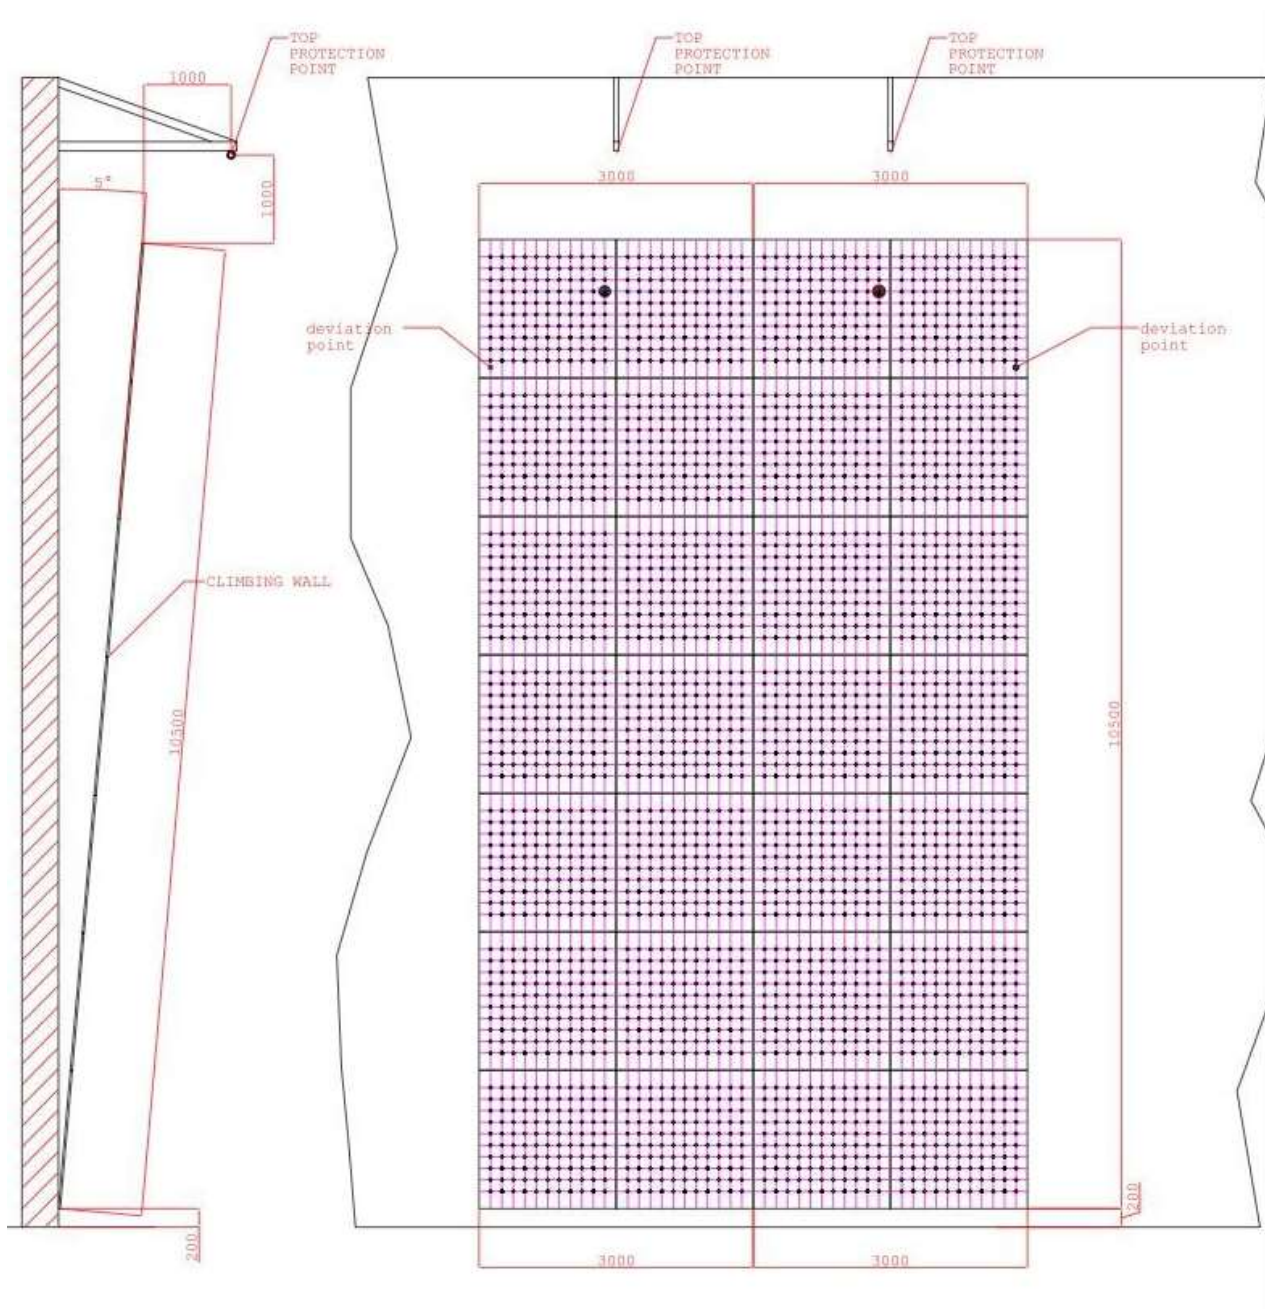 TOP
PROTECTION
POINT
TOP
PROTECTION
POINT
TOP
PROTECTION
POINT
1000
1000
5°
3000
3000
deviation
point
deviation
point
CLIMBING WALL
10500
10500
200
200
3000
3000